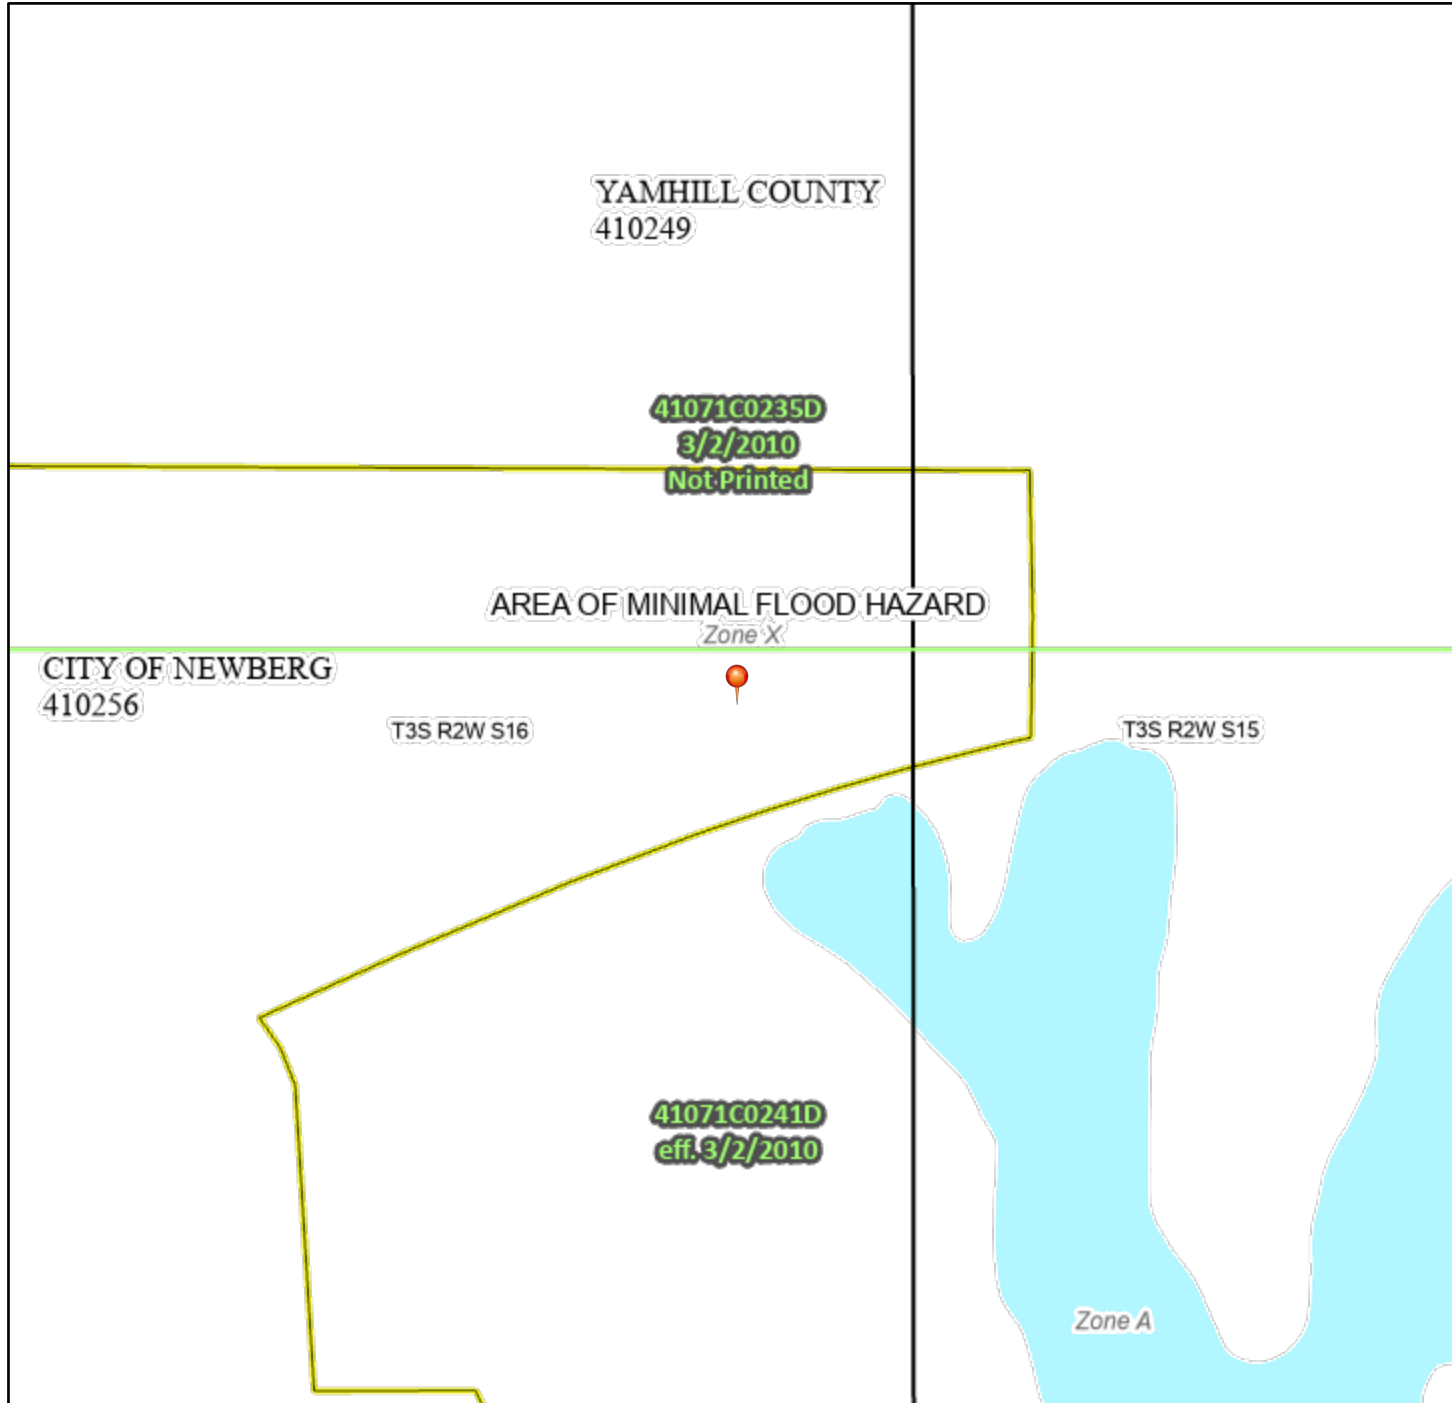 YAMHILL COUNTY
410249
41071C0235D
3/2/2010
Not Printed
AREA OF MINIMAL FLOOD HAZARD
Zone X
CITY OF NEWBERG
410256
T3S R2W S16
T3S R2W S15
41071C0241D
eff. 3/2/2010
Zone A